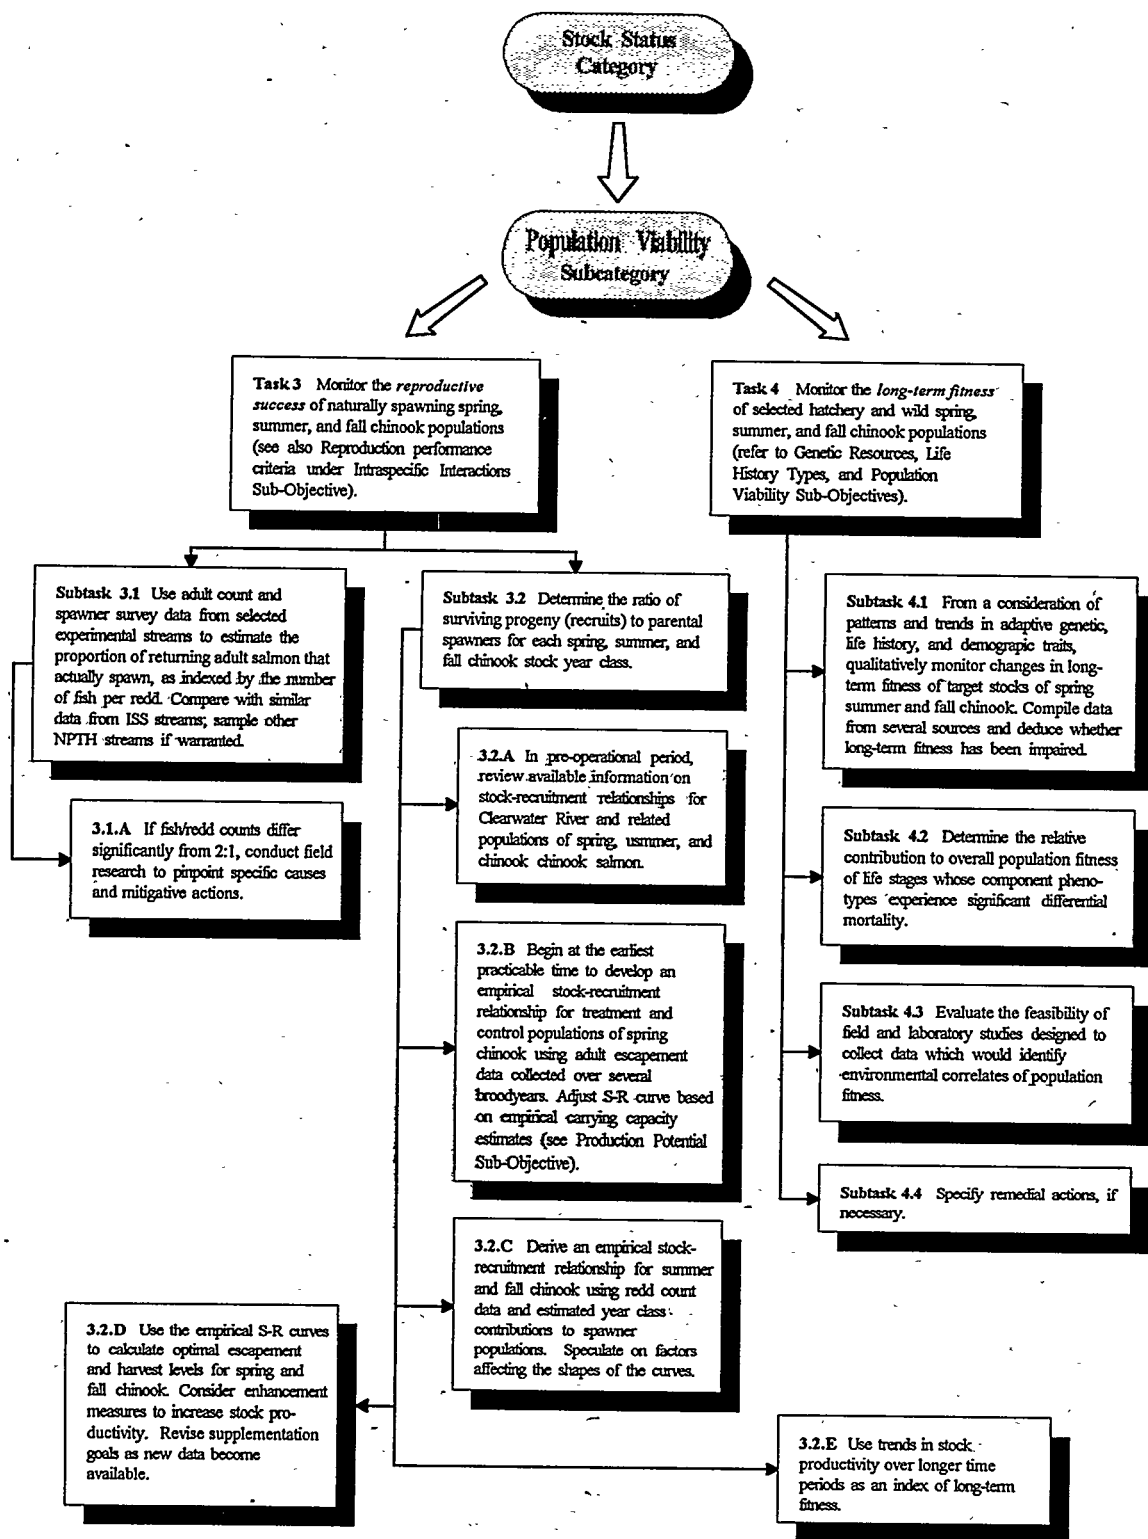 Stock Status
Category
Population Viability
Subcategory
Task 3 Monitor the reproductive
success of naturally spawning spring,
summer, and fall chinook populations
(see also Reproduction performance
criteria under Intraspecific Interactions
Sub-Objective).
Task 4 Monitor the long-term fitness
of selected hatchery and wild spring,
summer, and fall chinook populations
(refer to Genetic Resources, Life
History Types, and Population
Viability Sub-Objectives).
Subtask 3.1 Use adult count and
spawner survey data from selected
experimental streams to estimate the
proportion of returning adult salmon that
actually spawn, as indexed by the number
of fish per redd. Compare with similar
data from ISS streams; sample other
NPTH streams if warranted.
3.1.A If fish/redd counts differ
significantly from 2:1, conduct field
research to pinpoint specific causes
and mitigative actions.
Subtask 3.2 Determine the ratio of
surviving progeny (recruits) to parental
spawners for each spring, summer, and
fall chinook stock year class.
3.2.A In pre-operational period,
review available information on
stock-recruitment relationships for
Clearwater River and related
populations of spring, usmmer, and
chinook chinook salmon.
3.2.B Begin at the earliest
practicable time to develop an
empirical stock-recruitment
relationship for treatment and
control populations of spring
chinook using adult escapement
data collected over several
broodyears. Adjust S-R curve based
on empirical carrying capacity
estimates (see Production Potential
Sub-Objective).
3.2.C Derive an empirical stock-
recruitment relationship for summer
and fall chinook using redd count
data and estimated year class
contributions to spawner
populations. Speculate on factors
affecting the shapes of the curves.
3.2.D Use the empirical S-R curves
to calculate optimal escapement
and harvest levels for spring and
fall chinook. Consider enhancement
measures to increase stock pro-
ductivity. Revise supplementation
goals as new data become
available.
3.2.E Use trends in stock
productivity over longer time
periods as an index of long-term
fitness.
Subtask 4.1 From a consideration of
patterns and trends in adaptive genetic,
life history, and demograpic traits,
qualitatively monitor changes in long-
term fitness of target stocks of spring
summer and fall chinook. Compile data
from several sources and deduce whether
long-term fitness has been impaired.
Subtask 4.2 Determine the relative
contribution to overall population fitness
of life stages whose component pheno-
types experience significant differential
mortality.
Subtask 4.3 Evaluate the feasibility of
field and laboratory studies designed to
collect data which would identify
environmental correlates of population
fitness.
Subtask 4.4 Specify remedial actions, if
necessary.